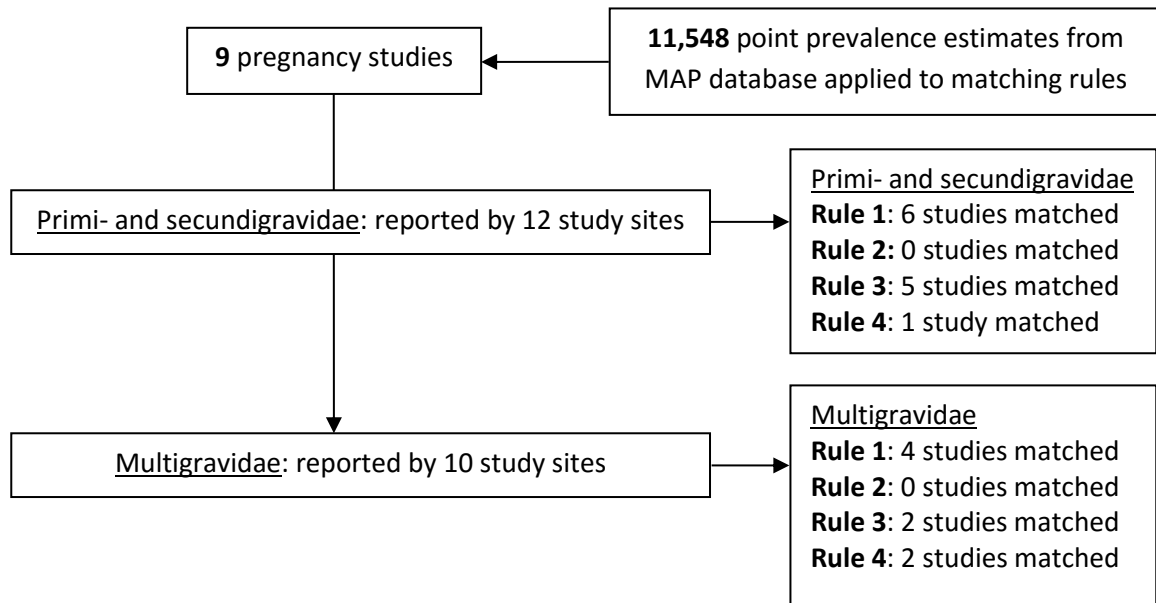 9 pregnancy studies
11,548 point prevalence estimates from
MAP database applied to matching rules
Primi- and secundigravidae: reported by 12 study sites
Primi- and secundigravidae
Rule 1: 6 studies matched
Rule 2: 0 studies matched
Rule 3: 5 studies matched
Rule 4: 1 study matched
Multigravidae: reported by 10 study sites
Multigravidae
Rule 1: 4 studies matched
Rule 2: 0 studies matched
Rule 3: 2 studies matched
Rule 4: 2 studies matched